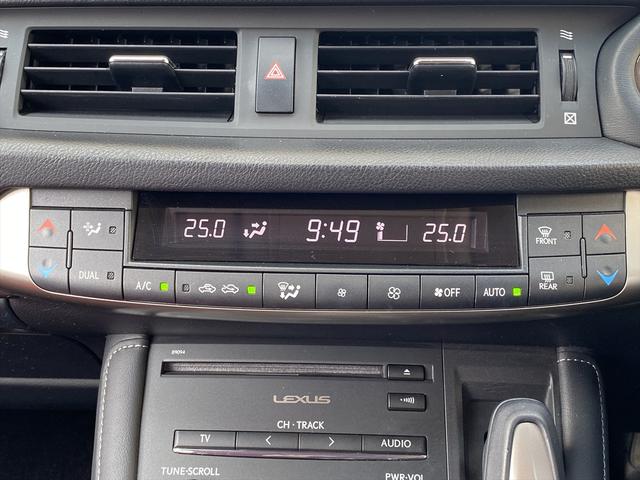 25.0 9:49 25.0
FRONT
DUAL
A/C
OFF
AUTO
REAR
89094
LEXUS
CH · TRACK
TV
AUDIO
TUNE·SCROLL
PWR·VOL